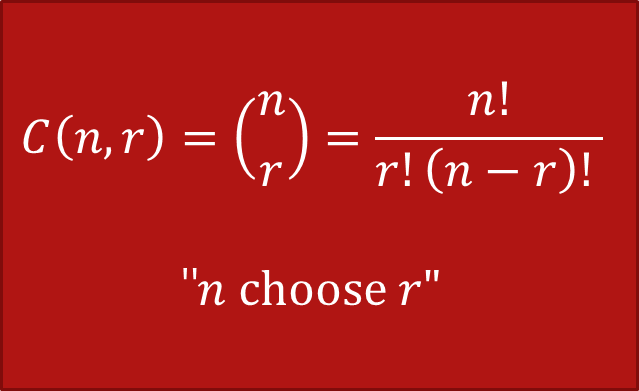 C(n, r) = (n r) = n! / r! (n − r)!
"n choose r"